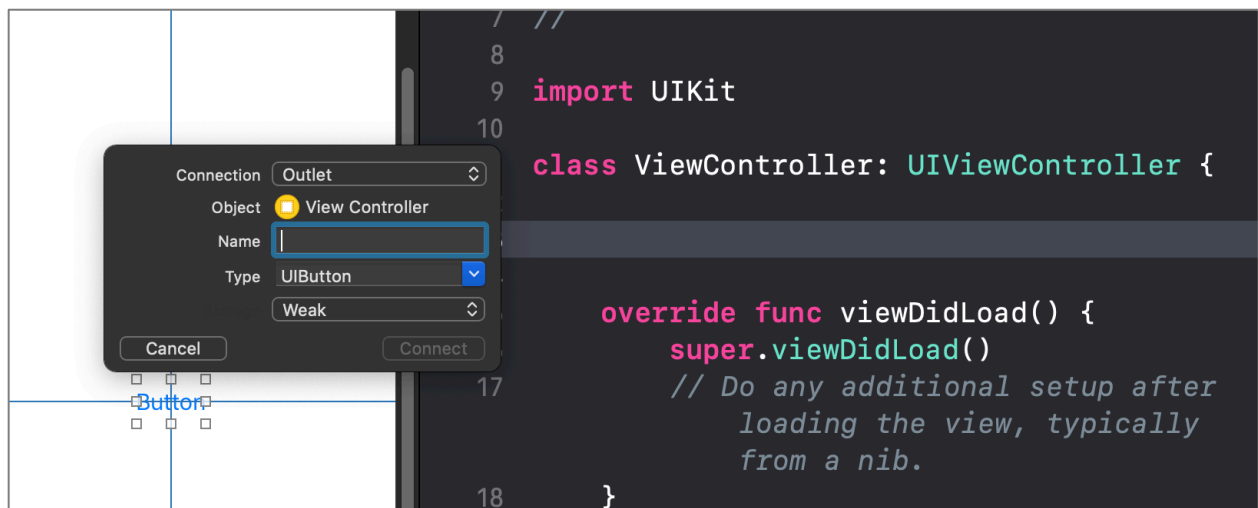 7 //
8
9 import UIKit
10
class ViewController: UIViewController {
override func viewDidLoad() {
super.viewDidLoad()
17 // Do any additional setup after
loading the view, typically
from a nib.
18 }
Connection Outlet
Object View Controller
Name
Type UIButton
Weak
Cancel Connect
Button